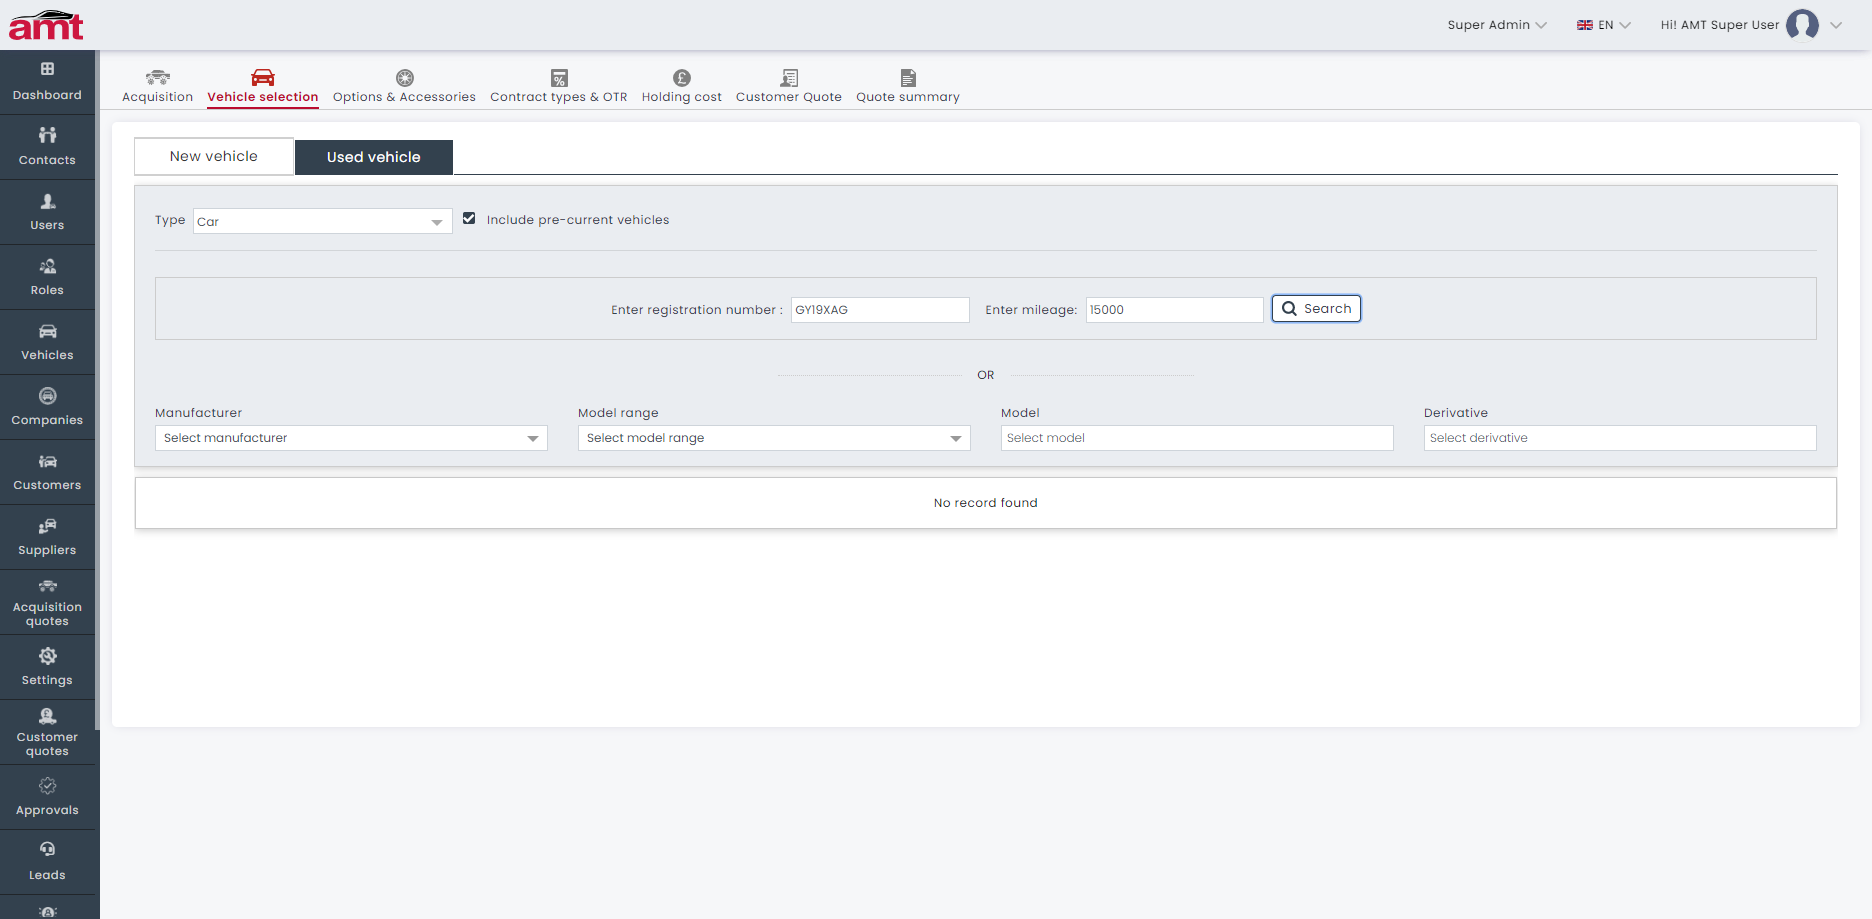 amt
Super Admin
EN
Hi! AMT Super User
Dashboard
Contacts
Users
Roles
Vehicles
Companies
Customers
Suppliers
Acquisition
quotes
Settings
Customer
quotes
Approvals
Leads
Acquisition
Vehicle selection
Options & Accessories
Contract types & OTR
Holding cost
Customer Quote
Quote summary
New vehicle
Used vehicle
Type
Car
Include pre-current vehicles
Enter registration number :
GY19XAG
Enter mileage:
15000
Search
OR
Manufacturer
Select manufacturer
Model range
Select model range
Model
Select model
Derivative
Select derivative
No record found